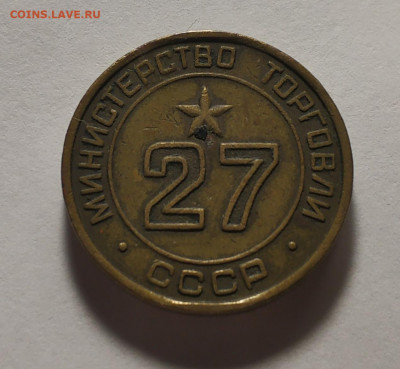 COINS.LAVE.RU
МИНИСТЕРСТВО ТОРГОВЛИ
27
· СССР ·